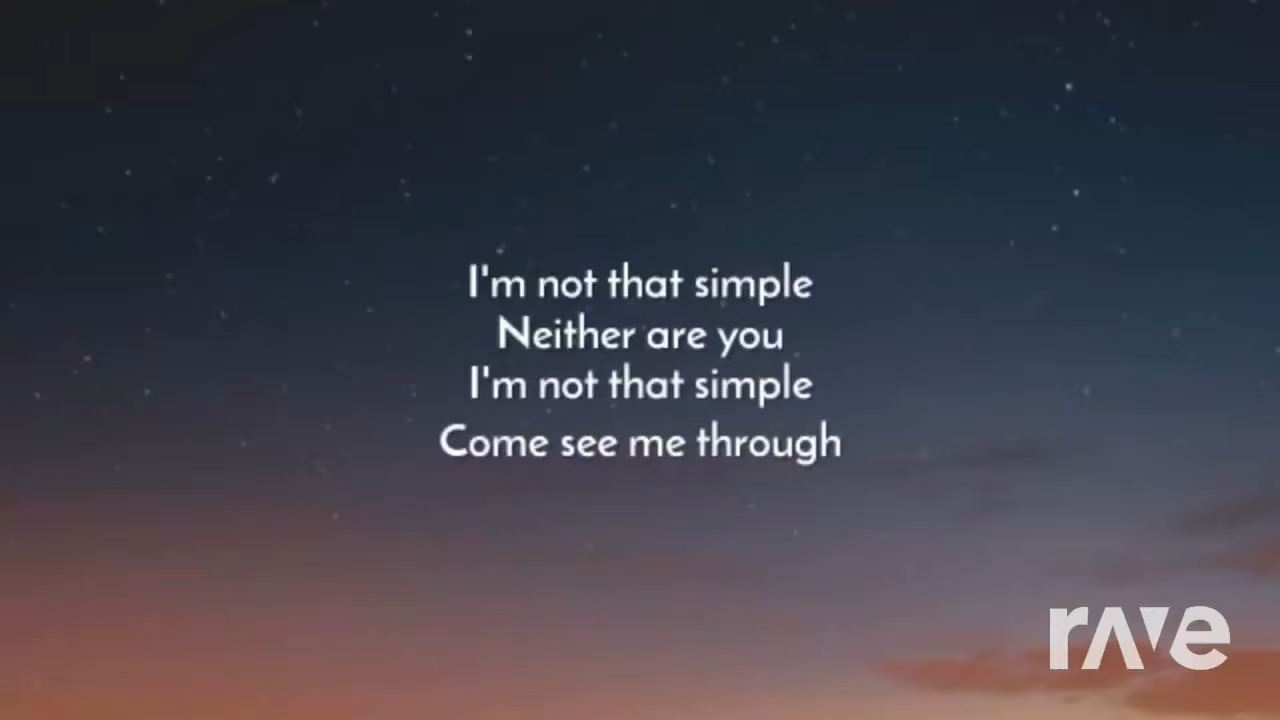 I'm not that simple
Neither are you
I'm not that simple
Come see me through
rave